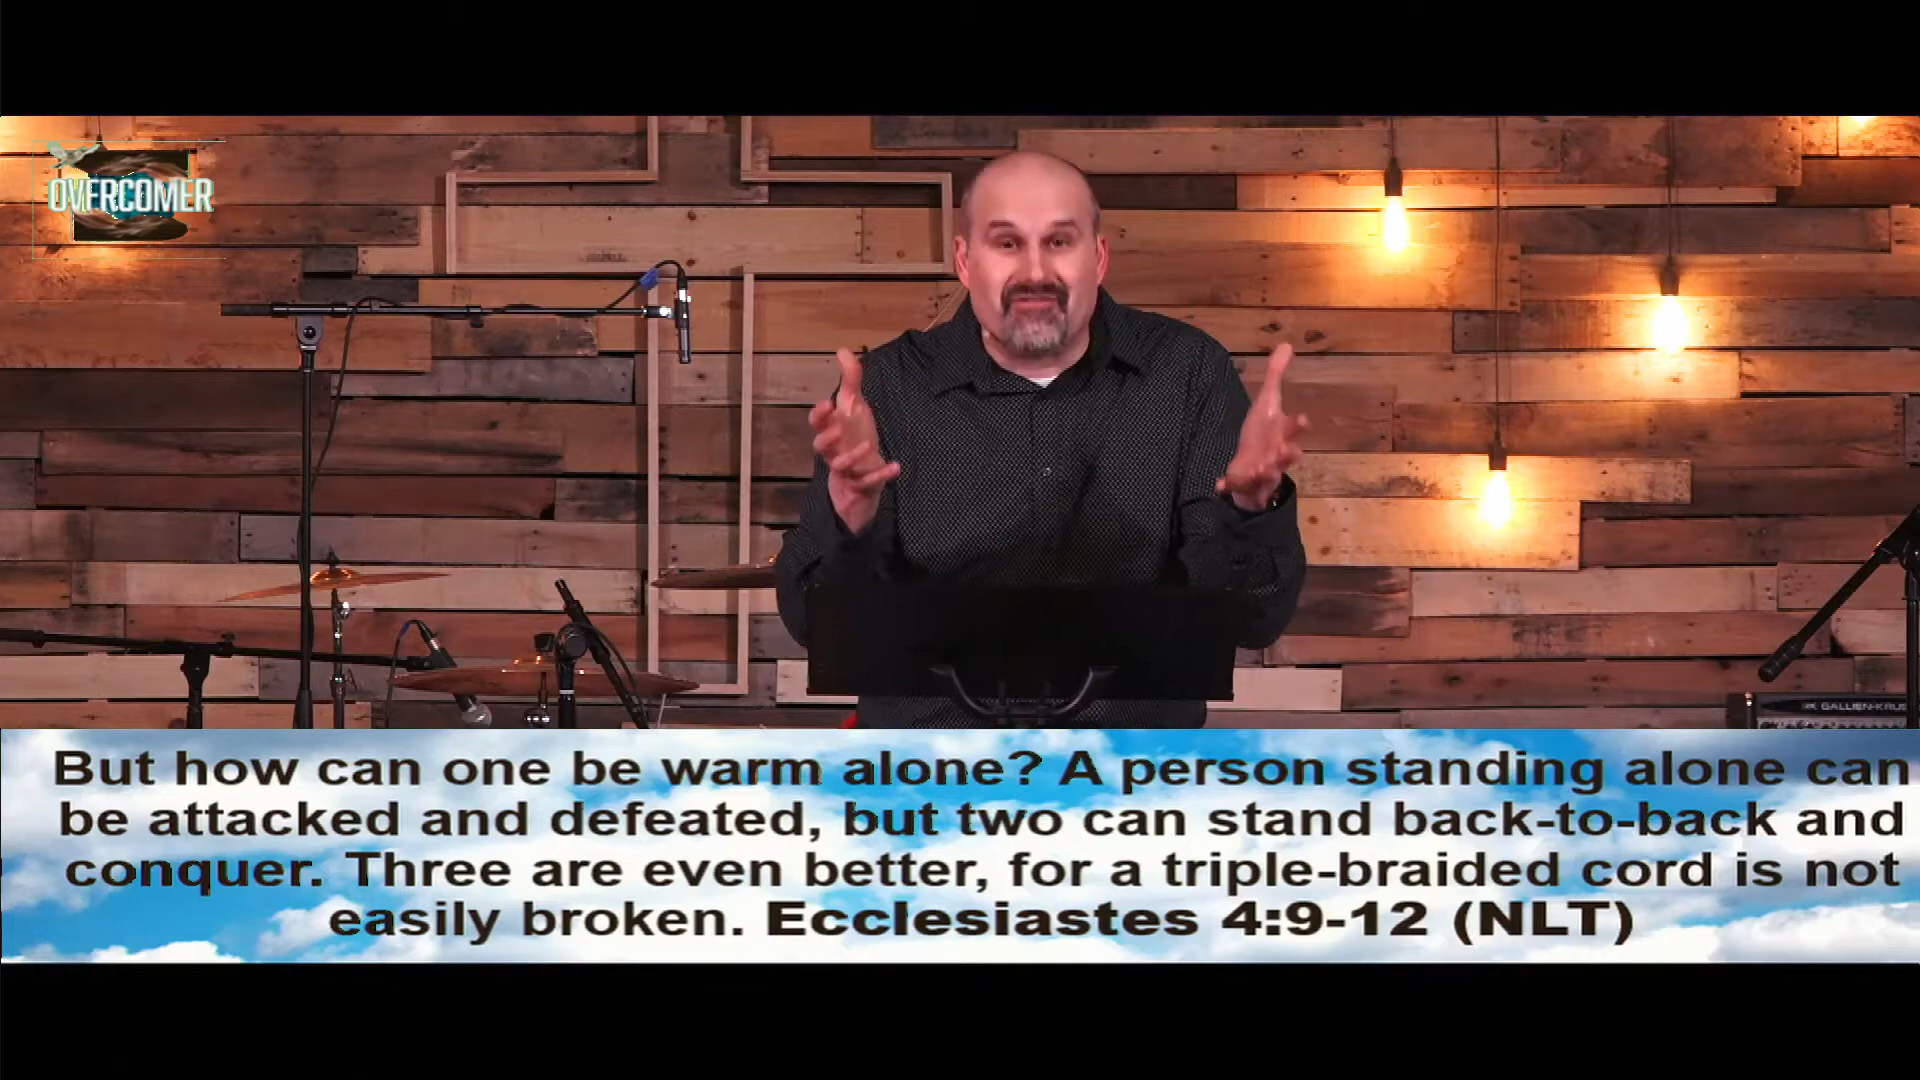 OVERCOMER
GALLIEN-KRUE
But how can one be warm alone? A person standing alone can
be attacked and defeated, but two can stand back-to-back and
conquer. Three are even better, for a triple-braided cord is not
easily broken. Ecclesiastes 4:9-12 (NLT)